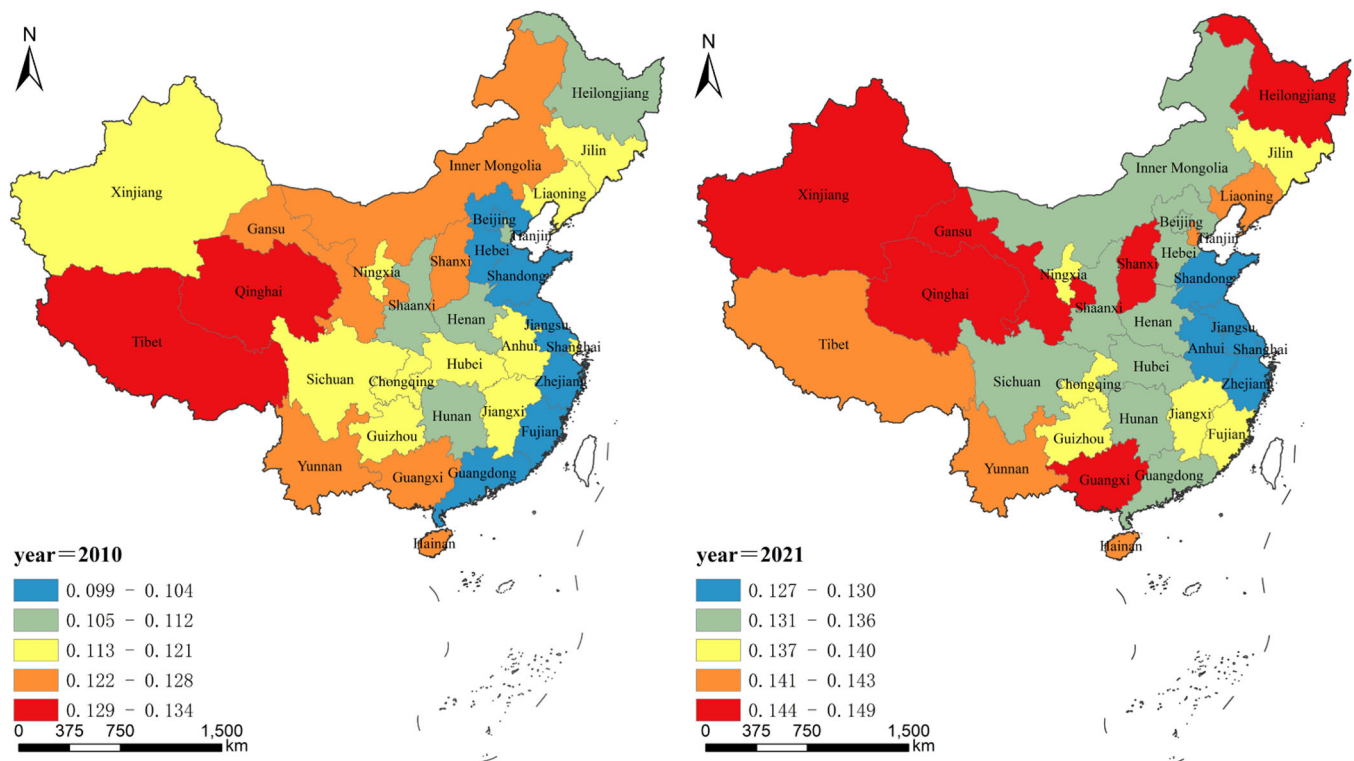 N
Heilongjiang
Jilin
Inner Mongolia
Liaoning
Xinjiang
Beijing
Gansu
Tianjin
Hebei
Ningxia
Shanxi
Shandong
Qinghai
Shaanxi
Henan
Jiangsu
Tibet
Anhui
Shanghai
Hubei
Sichuan
Chongqing
Zhejiang
Hunan
Jiangxi
Guizhou
Fujian
Yunnan
Guangxi
Guangdong
Hainan
year=2010
0.099 - 0.104
0.105 - 0.112
0.113 - 0.121
0.122 - 0.128
0.129 - 0.134
0 375 750 1,500
km
N
Heilongjiang
Jilin
Inner Mongolia
Liaoning
Xinjiang
Beijing
Gansu
Tianjin
Hebei
Ningxia
Shanxi
Shandong
Qinghai
Shaanxi
Henan
Jiangsu
Tibet
Anhui
Shanghai
Hubei
Sichuan
Chongqing
Zhejiang
Hunan
Jiangxi
Guizhou
Fujian
Yunnan
Guangxi
Guangdong
Hainan
year=2021
0.127 - 0.130
0.131 - 0.136
0.137 - 0.140
0.141 - 0.143
0.144 - 0.149
0 375 750 1,500
km